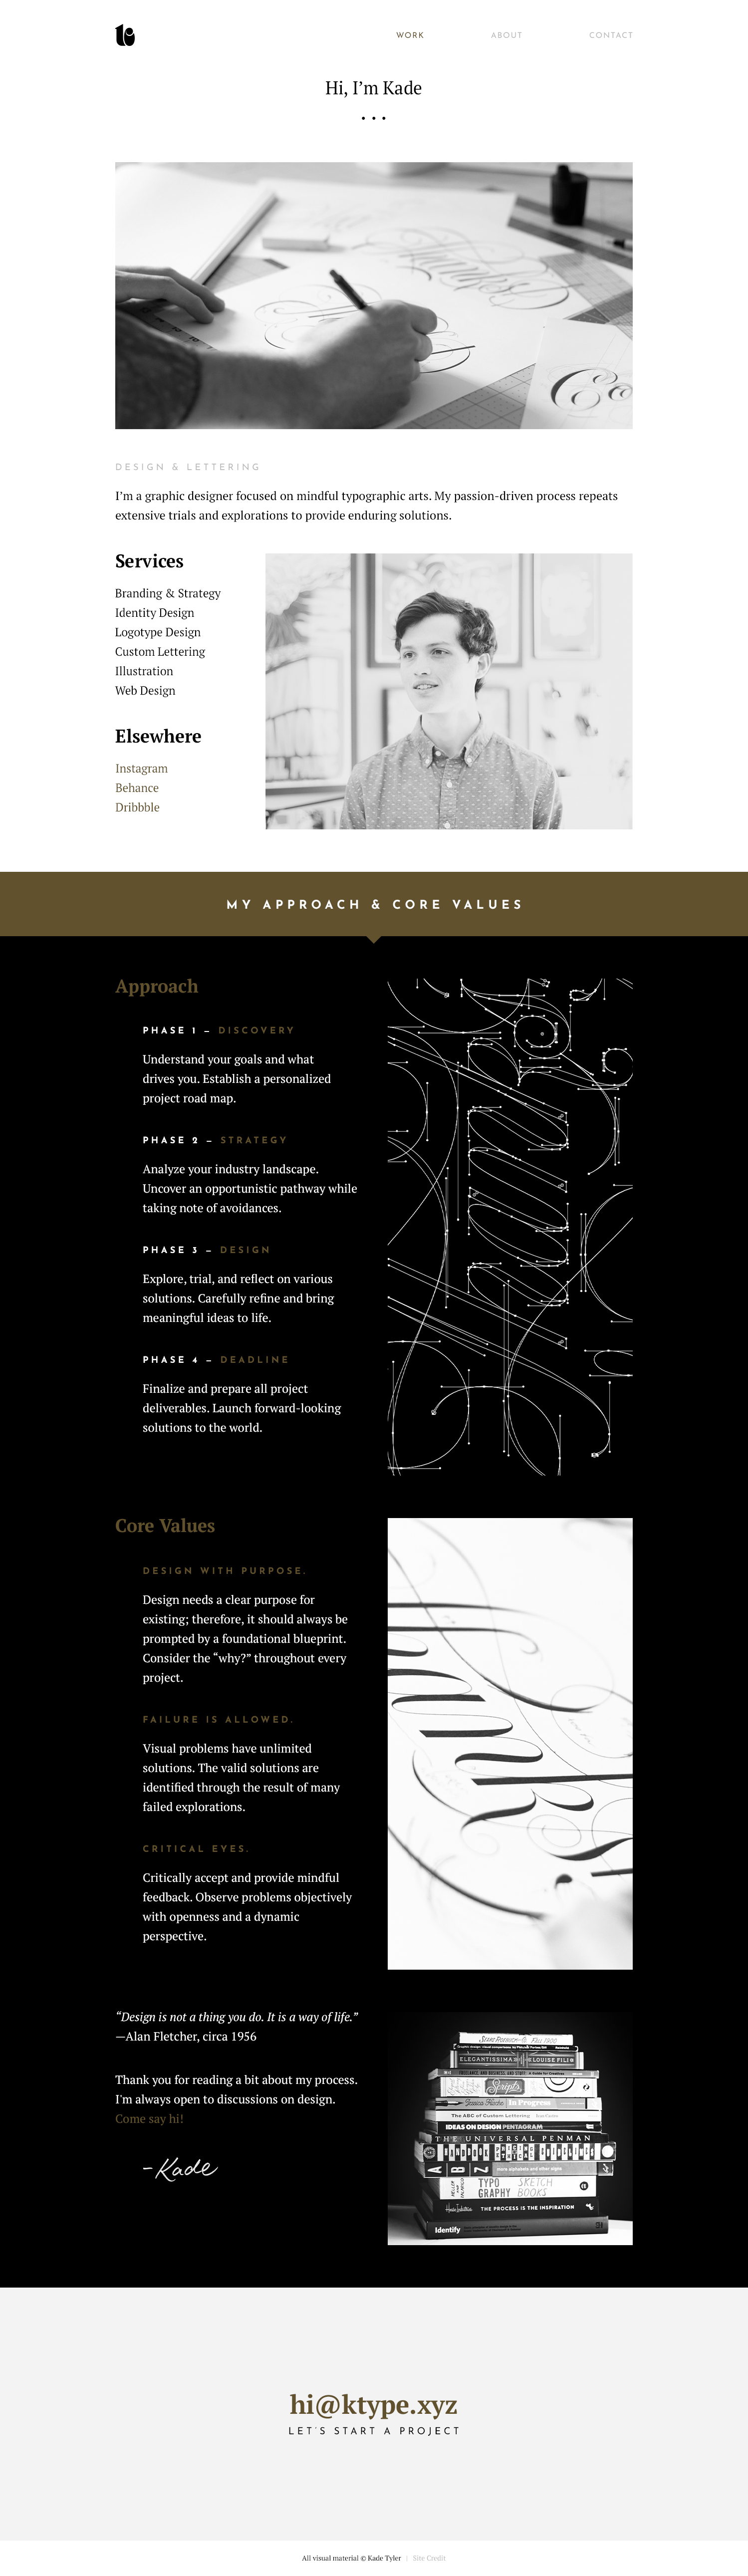 WORK ABOUT CONTACT
Hi, I’m Kade
DESIGN & LETTERING
I’m a graphic designer focused on mindful typographic arts. My passion-driven process repeats
extensive trials and explorations to provide enduring solutions.
Services
Branding & Strategy
Identity Design
Logotype Design
Custom Lettering
Illustration
Web Design
Elsewhere
Instagram
Behance
Dribbble
MY APPROACH & CORE VALUES
Approach
PHASE 1 – DISCOVERY
Understand your goals and what
drives you. Establish a personalized
project road map.
PHASE 2 – STRATEGY
Analyze your industry landscape.
Uncover an opportunistic pathway while
taking note of avoidances.
PHASE 3 – DESIGN
Explore, trial, and reflect on various
solutions. Carefully refine and bring
meaningful ideas to life.
PHASE 4 – DEADLINE
Finalize and prepare all project
deliverables. Launch forward-looking
solutions to the world.
Core Values
DESIGN WITH PURPOSE.
Design needs a clear purpose for
existing; therefore, it should always be
prompted by a foundational blueprint.
Consider the “why?” throughout every
project.
FAILURE IS ALLOWED.
Visual problems have unlimited
solutions. The valid solutions are
identified through the result of many
failed explorations.
CRITICAL EYES.
Critically accept and provide mindful
feedback. Observe problems objectively
with openness and a dynamic
perspective.
“Design is not a thing you do. It is a way of life.”
—Alan Fletcher, circa 1956
Thank you for reading a bit about my process.
I'm always open to discussions on design.
Come say hi!
-Kade
ELEGANTISSIMA LOUISE FILI
Scripts
Jessica Hische In Progress
The ABC of Custom Lettering
IDEAS ON DESIGN PENTAGRAM
THE UNIVERSAL PENMAN
TYPOGRAPHY SKETCHBOOKS
THE PROCESS IS THE INSPIRATION
Identify
hi@ktype.xyz
LET'S START A PROJECT
All visual material © Kade Tyler | Site Credit